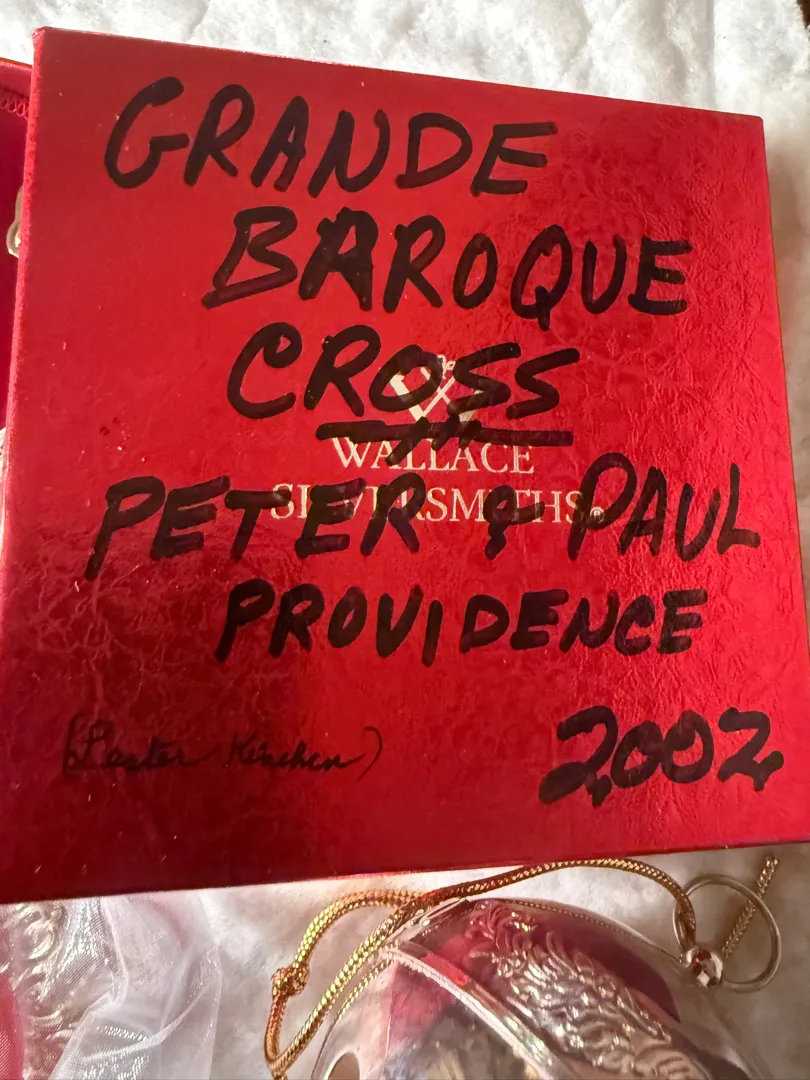 GRANDE
BAROQUE
CROSS
WALLACE
SILVERSMITHS®
PETER & PAUL
PROVIDENCE
2002